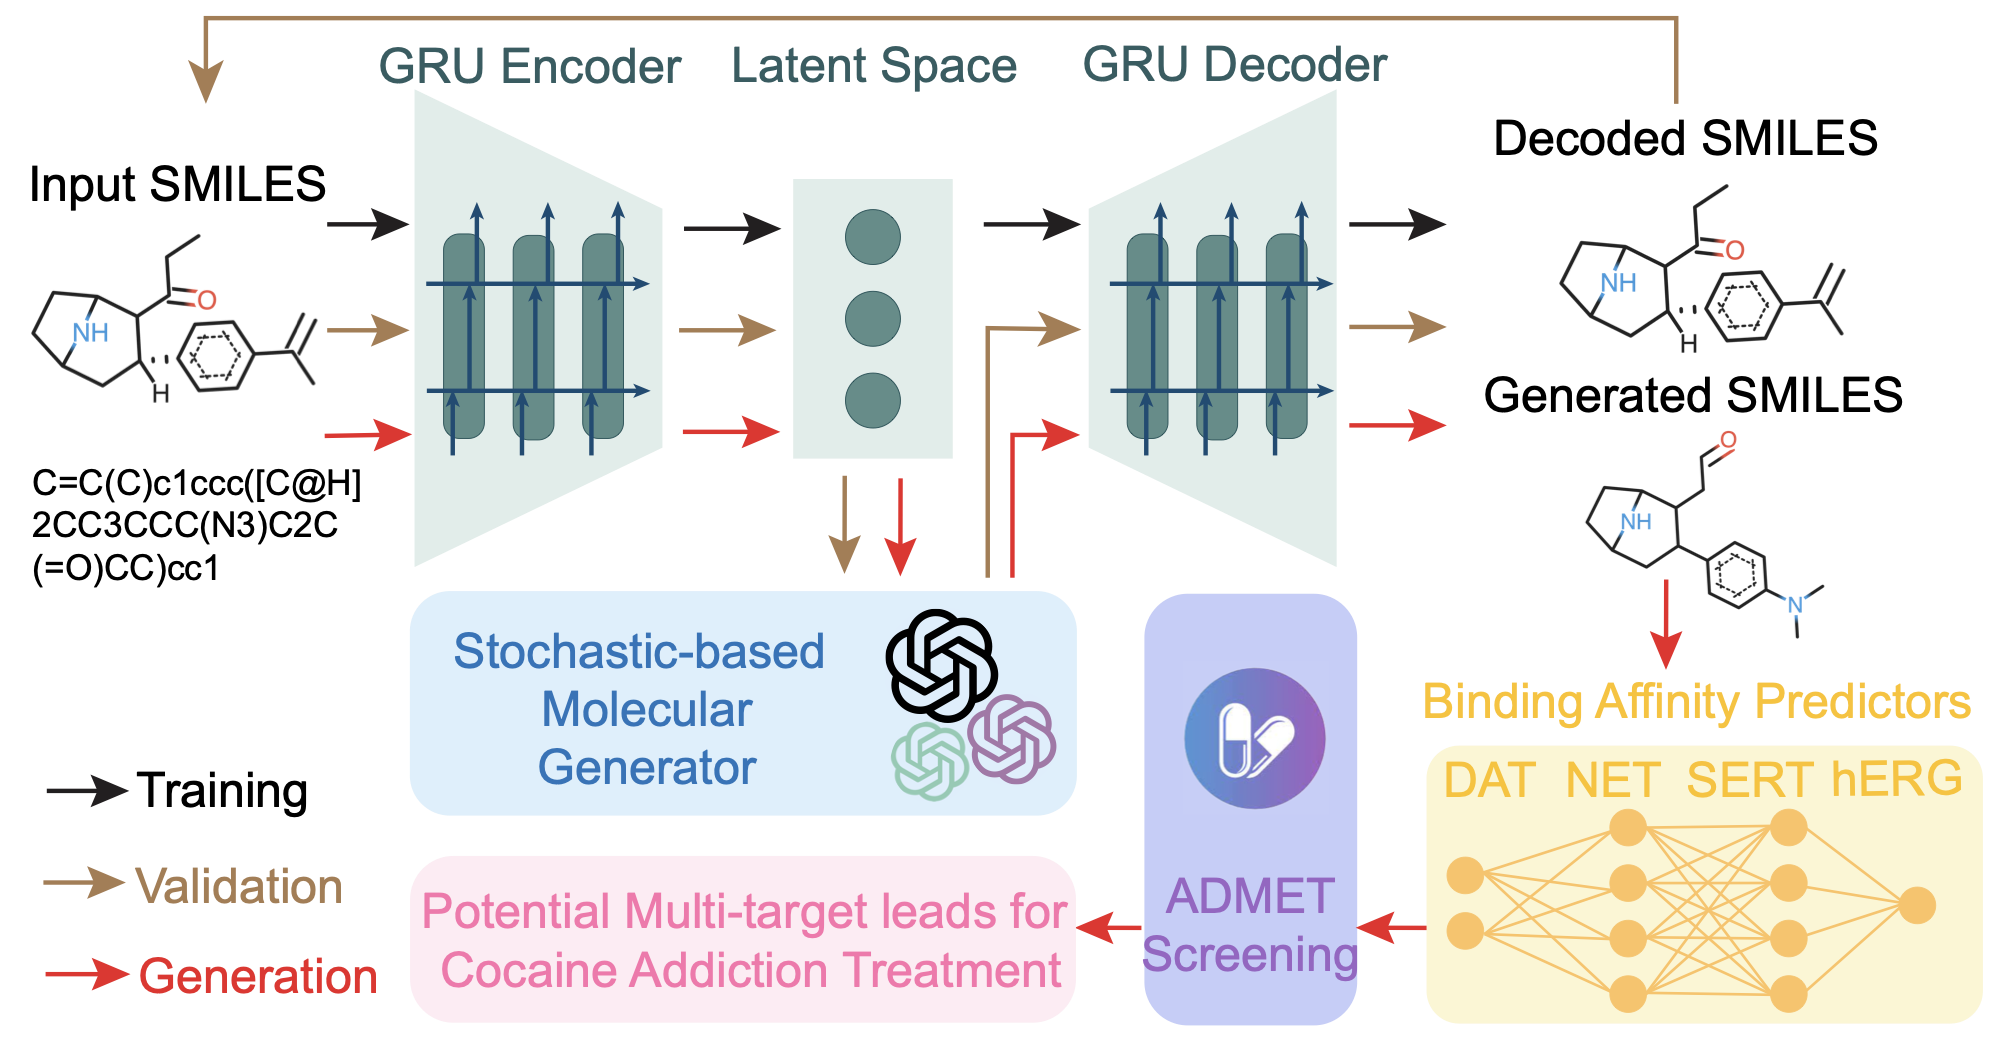 GRU Encoder
Latent Space
GRU Decoder
Input SMILES
Decoded SMILES
O
NH
H
C=C(C)c1ccc([C@H]
2CC3CCC(N3)C2C
(=O)CC)cc1
O
NH
H
Generated SMILES
O
NH
N
Stochastic-based
Molecular
Generator
Binding Affinity Predictors
DAT NET SERT hERG
ADMET
Screening
Potential Multi-target leads for
Cocaine Addiction Treatment
Training
Validation
Generation